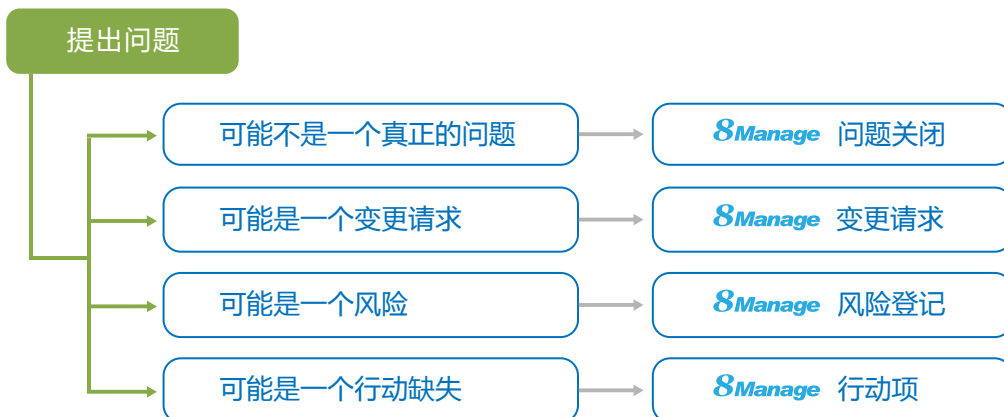 提出问题
可能不是一个真正的问题
8Manage 问题关闭
可能是一个变更请求
8Manage 变更请求
可能是一个风险
8Manage 风险登记
可能是一个行动缺失
8Manage 行动项